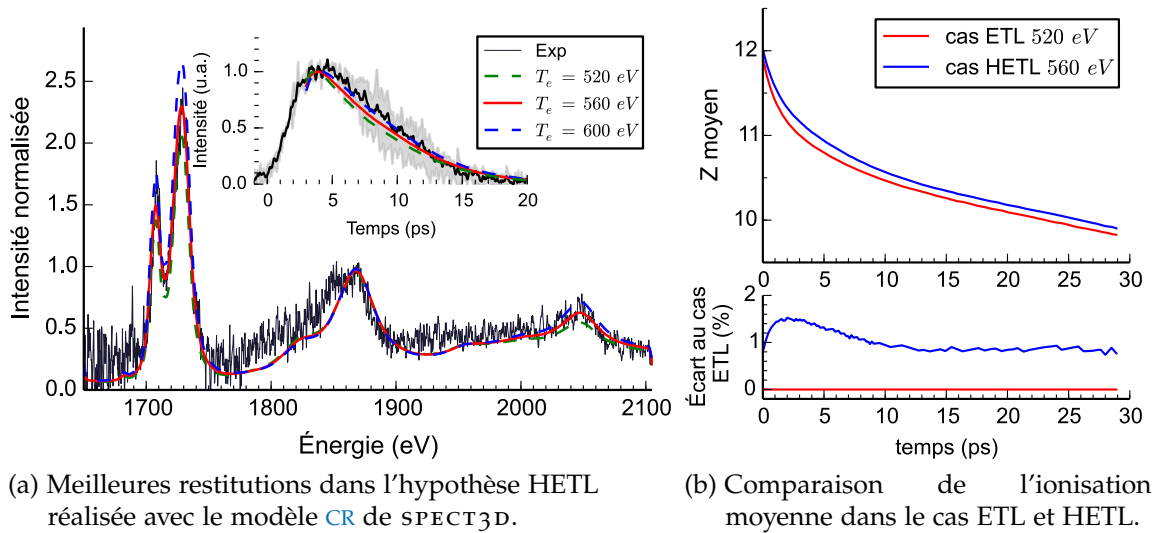 Intensité normalisée
3.0
2.5
2.0
1.5
1.0
0.5
0.0
1700
1800
1900
2000
2100
Énergie (eV)
Intensité (u.a.)
1.0
0.5
0.0
0
5
10
15
20
Temps (ps)
Exp
T_e = 520 eV
T_e = 560 eV
T_e = 600 eV
Z moyen
12
11
10
0 5 10 15 20 25 30
cas ETL 520 eV
cas HETL 560 eV
Écart au cas
ETL (%)
2
1
0
0 5 10 15 20 25 30
temps (ps)
(a) Meilleures restitutions dans l'hypothèse HETL
réalisée avec le modèle CR de SPECT3D.
(b) Comparaison de l'ionisation
moyenne dans le cas ETL et HETL.